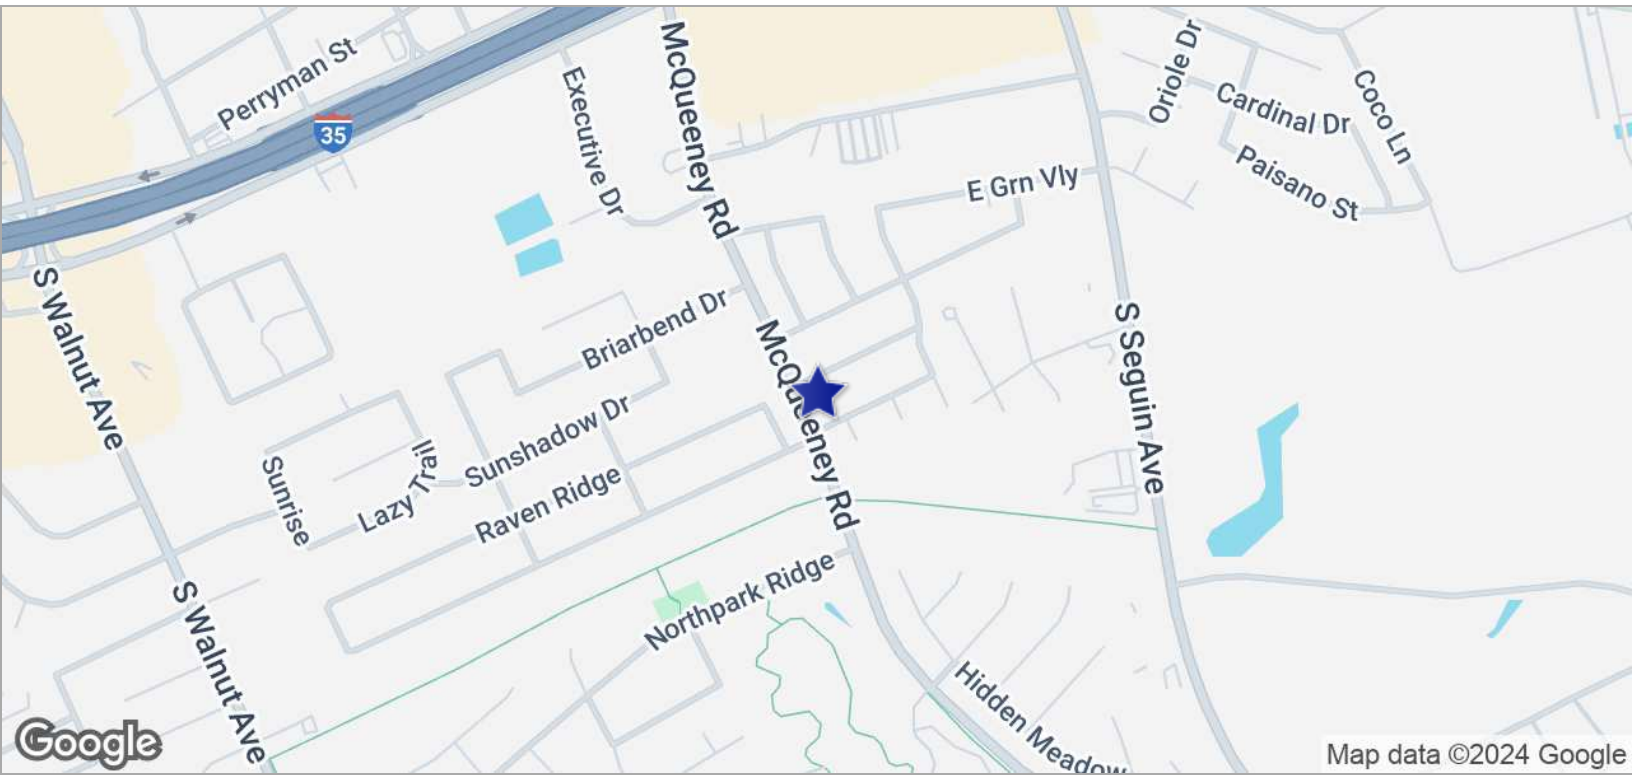 Perryman St
35
Executive Dr
McQueeney Rd
Oriole Dr
Cardinal Dr
Coco Ln
Paisano St
E Grn Vly
S Walnut Ave
Briarbend Dr
McQueeney Rd
S Seguin Ave
Sunshadow Dr
Sunrise
Lazy Trail
Raven Ridge
Northpark Ridge
S Walnut Ave
Hidden Meadow
Google
Map data ©2024 Google